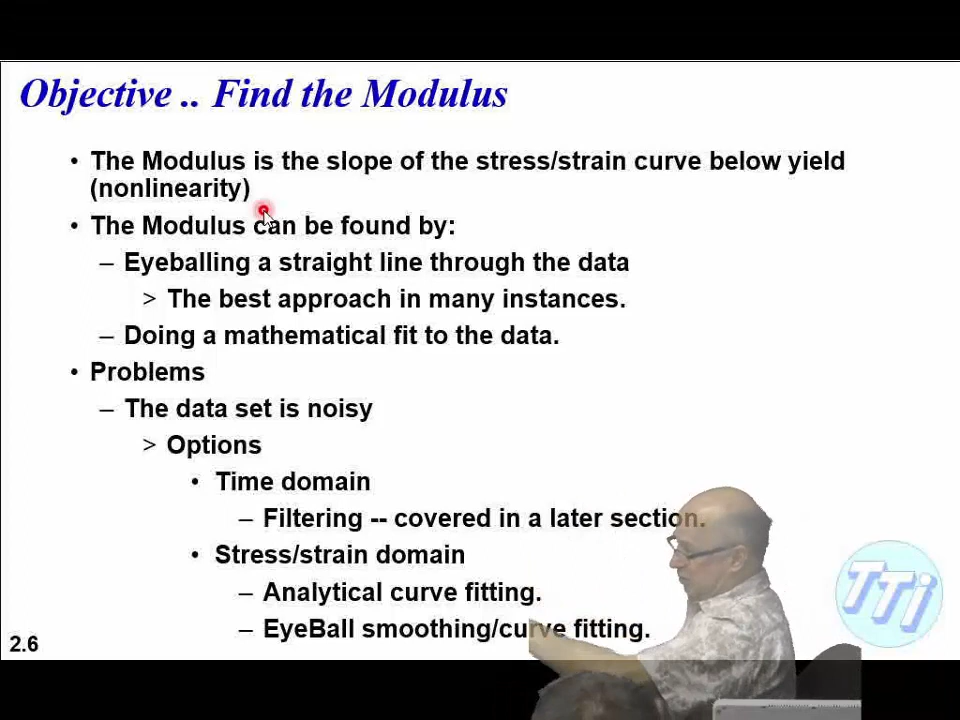 Objective .. Find the Modulus
• The Modulus is the slope of the stress/strain curve below yield
(nonlinearity)
• The Modulus can be found by:
– Eyeballing a straight line through the data
> The best approach in many instances.
– Doing a mathematical fit to the data.
• Problems
– The data set is noisy
> Options
• Time domain
– Filtering -- covered in a later section.
• Stress/strain domain
– Analytical curve fitting.
– EyeBall smoothing/curve fitting.
TTi
2.6